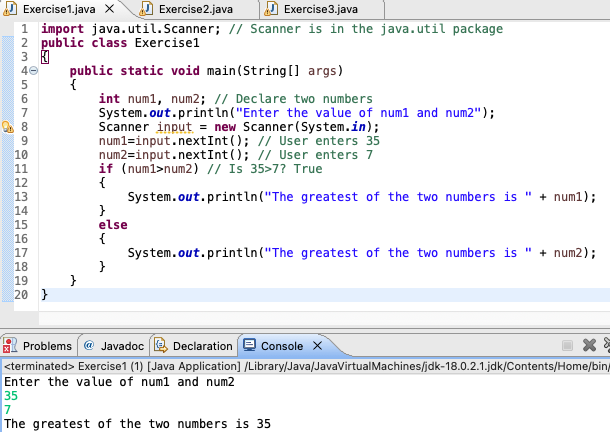 Exercise1.java Exercise2.java Exercise3.java
1 import java.util.Scanner; // Scanner is in the java.util package
2 public class Exercise1
3 {
4 public static void main(String[] args)
5 {
6 int num1, num2; // Declare two numbers
7 System.out.println("Enter the value of num1 and num2");
8 Scanner input = new Scanner(System.in);
9 num1=input.nextInt(); // User enters 35
10 num2=input.nextInt(); // User enters 7
11 if (num1>num2) // Is 35>7? True
12 {
13 System.out.println("The greatest of the two numbers is " + num1);
14 }
15 else
16 {
17 System.out.println("The greatest of the two numbers is " + num2);
18 }
19 }
20 }
Problems @ Javadoc Declaration Console
<terminated> Exercise1 (1) [Java Application] /Library/Java/JavaVirtualMachines/jdk-18.0.2.1.jdk/Contents/Home/bin/
Enter the value of num1 and num2
35
7
The greatest of the two numbers is 35